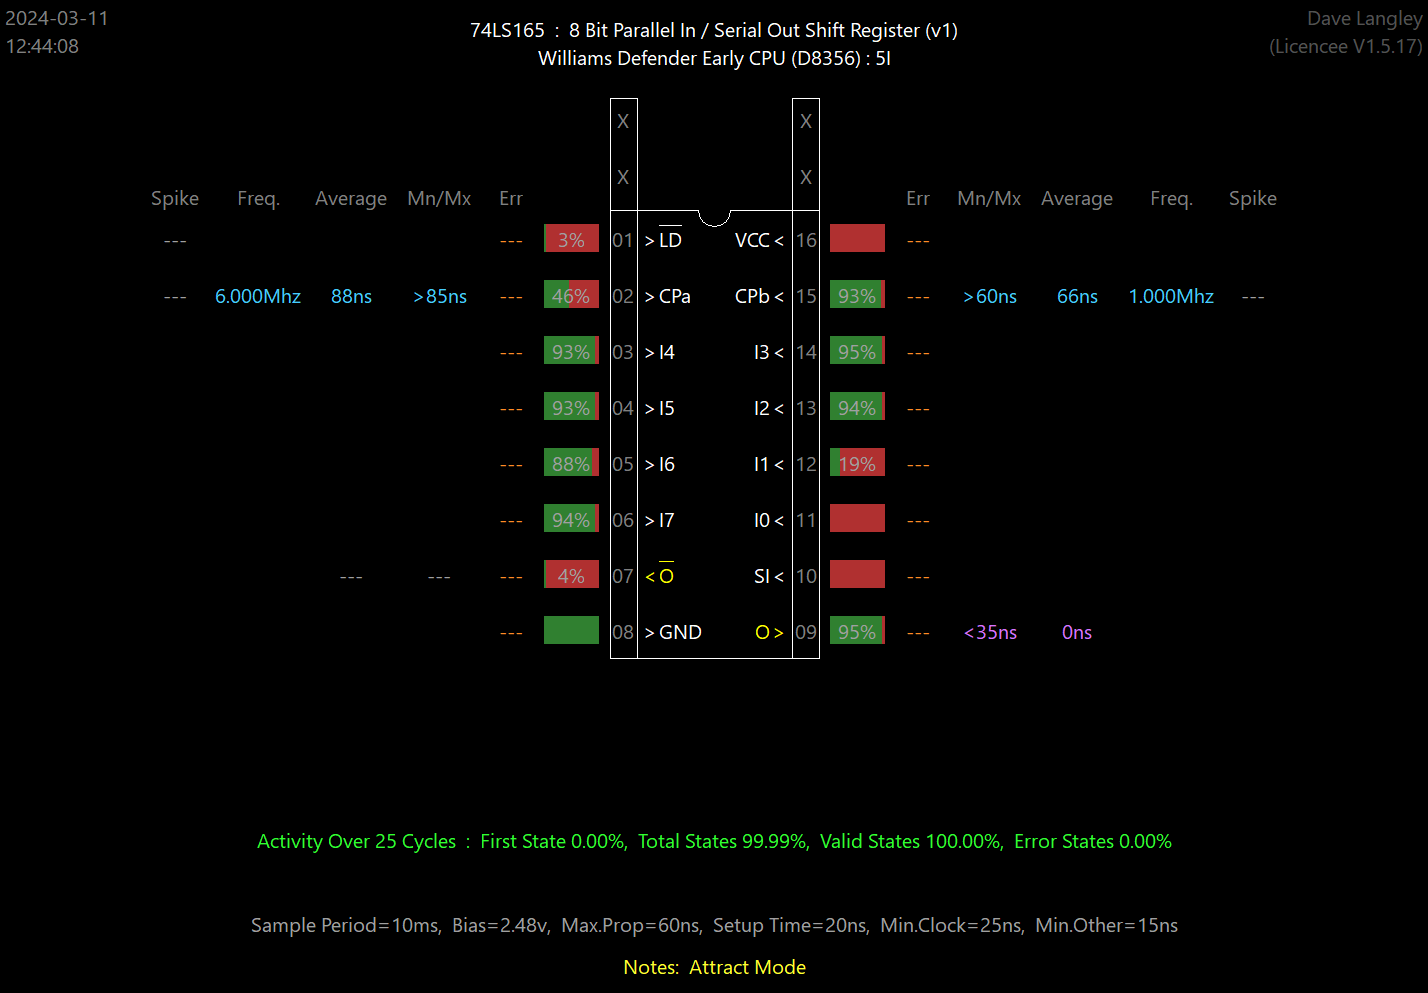 2024-03-11
12:44:08
74LS165 : 8 Bit Parallel In / Serial Out Shift Register (v1)
Williams Defender Early CPU (D8356) : 5I
Dave Langley
(Licencee V1.5.17)
X X
X X
Spike Freq. Average Mn/Mx Err Err Mn/Mx Average Freq. Spike
--- --- 3% 01 > LD VCC < 16 ---
--- 6.000Mhz 88ns >85ns --- 46% 02 > CPa CPb < 15 93% --- >60ns 66ns 1.000Mhz ---
--- 93% 03 > I4 I3 < 14 95% ---
--- 93% 04 > I5 I2 < 13 94% ---
--- 88% 05 > I6 I1 < 12 19% ---
--- 94% 06 > I7 I0 < 11 ---
--- --- --- 4% 07 < O SI < 10 ---
--- 08 > GND O > 09 95% --- <35ns 0ns
Activity Over 25 Cycles : First State 0.00%, Total States 99.99%, Valid States 100.00%, Error States 0.00%
Sample Period=10ms, Bias=2.48v, Max.Prop=60ns, Setup Time=20ns, Min.Clock=25ns, Min.Other=15ns
Notes: Attract Mode